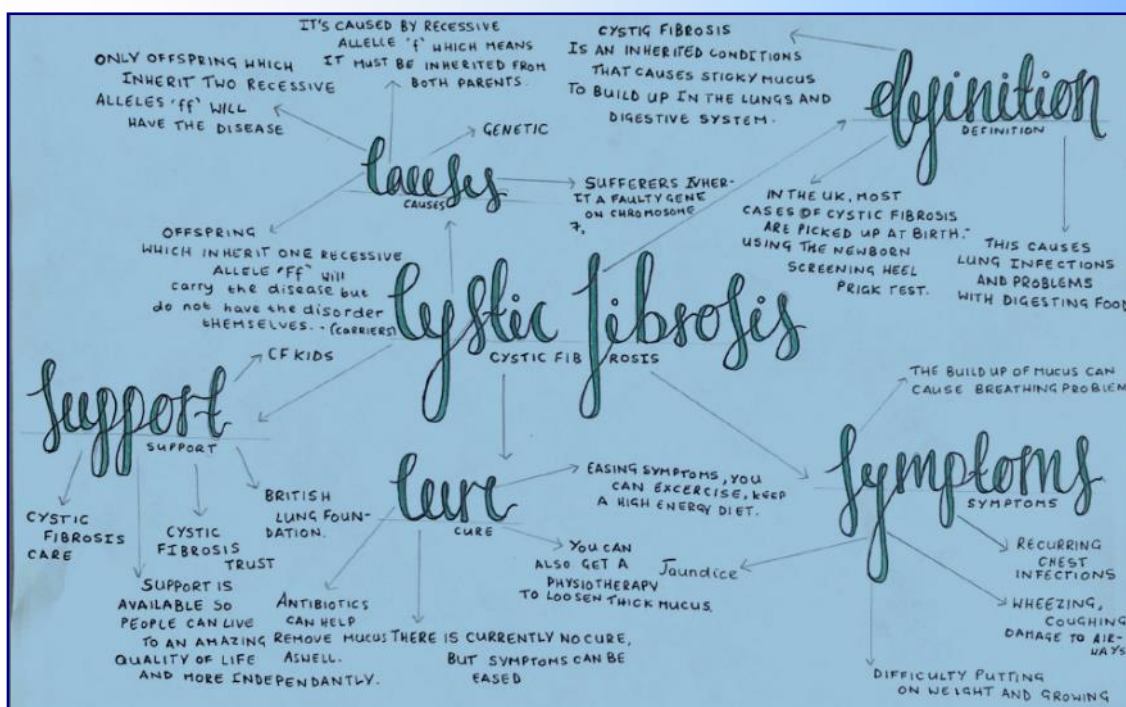 IT'S CAUSED BY RECESSIVE
ALLELLE 'f' WHICH MEANS
IT MUST BE INHERITED FROM
BOTH PARENTS.
ONLY OFFSPRING WHICH
INHERIT TWO RECESSIVE
ALLELES 'ff' WILL
HAVE THE DISEASE
GENETIC
Causes
CAUSES
SUFFERERS INHER-
IT A FAULTY GENE
ON CHROMOSOME
7.
OFFSPRING
WHICH INHERIT ONE RECESSIVE
ALLELE "Ff" Will
carry the disease but
do not have the disorder
THEMSELVES. - (CARRIERS)
CYSTIG FIBROSIS
IS AN INHERITED CONDITIONS
THAT CAUSES STICKY MUCUS
TO BUILD UP IN THE LUNGS AND
DIGESTIVE SYSTEM.
definition
DEFINITION
IN THE UK, MOST
CASES OF CYSTIC FIBROSIS
ARE PICKED UP AT BIRTH.
USING THE NEWBORN
SCREENING HEEL
PRICK TEST.
THIS CAUSES
LUNG INFECTIONS
AND PROBLEMS
WITH DIGESTING FOOD
Cystic fibrosis
CYSTIC FIBROSIS
Support
SUPPORT
CF KIDS
CYSTIC
FIBROSIS
CARE
SUPPORT IS
AVAILABLE SO
PEOPLE CAN LIVE
TO AN AMAZING
QUALITY OF LIFE
AND MORE INDEPENDANTLY.
CYSTIC
FIBROSIS
TRUST
BRITISH
LUNG FOUN-
DATION.
Cure
CURE
EASING SYMPTOMS, YOU
CAN EXCERCISE, KEEP
A HIGH ENERGY DIET.
YOU CAN
ALSO GET A
PHYSIOTHERAPY
TO LOOSEN THICK MUCUS.
ANTIBIOTICS
CAN HELP
REMOVE MUCUS
ASWELL.
THERE IS CURRENTLY NO CURE,
BUT SYMPTOMS CAN BE
EASED
Symptoms
SYMPTOMS
THE BUILD UP OF MUCUS CAN
CAUSE BREATHING PROBLEM
RECURRING
CHEST
INFECTIONS
WHEEZING,
COUGHING
DAMAGE TO AIR-
WAYS
DIFFICULTY PUTTING
ON WEIGHT AND GROWING
Jaundice